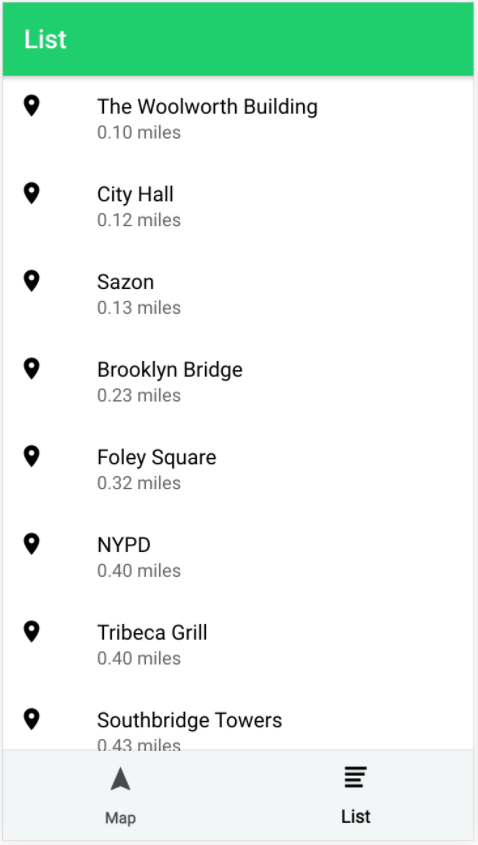 List
The Woolworth Building
0.10 miles
City Hall
0.12 miles
Sazon
0.13 miles
Brooklyn Bridge
0.23 miles
Foley Square
0.32 miles
NYPD
0.40 miles
Tribeca Grill
0.40 miles
Southbridge Towers
0.43 miles
Map
List